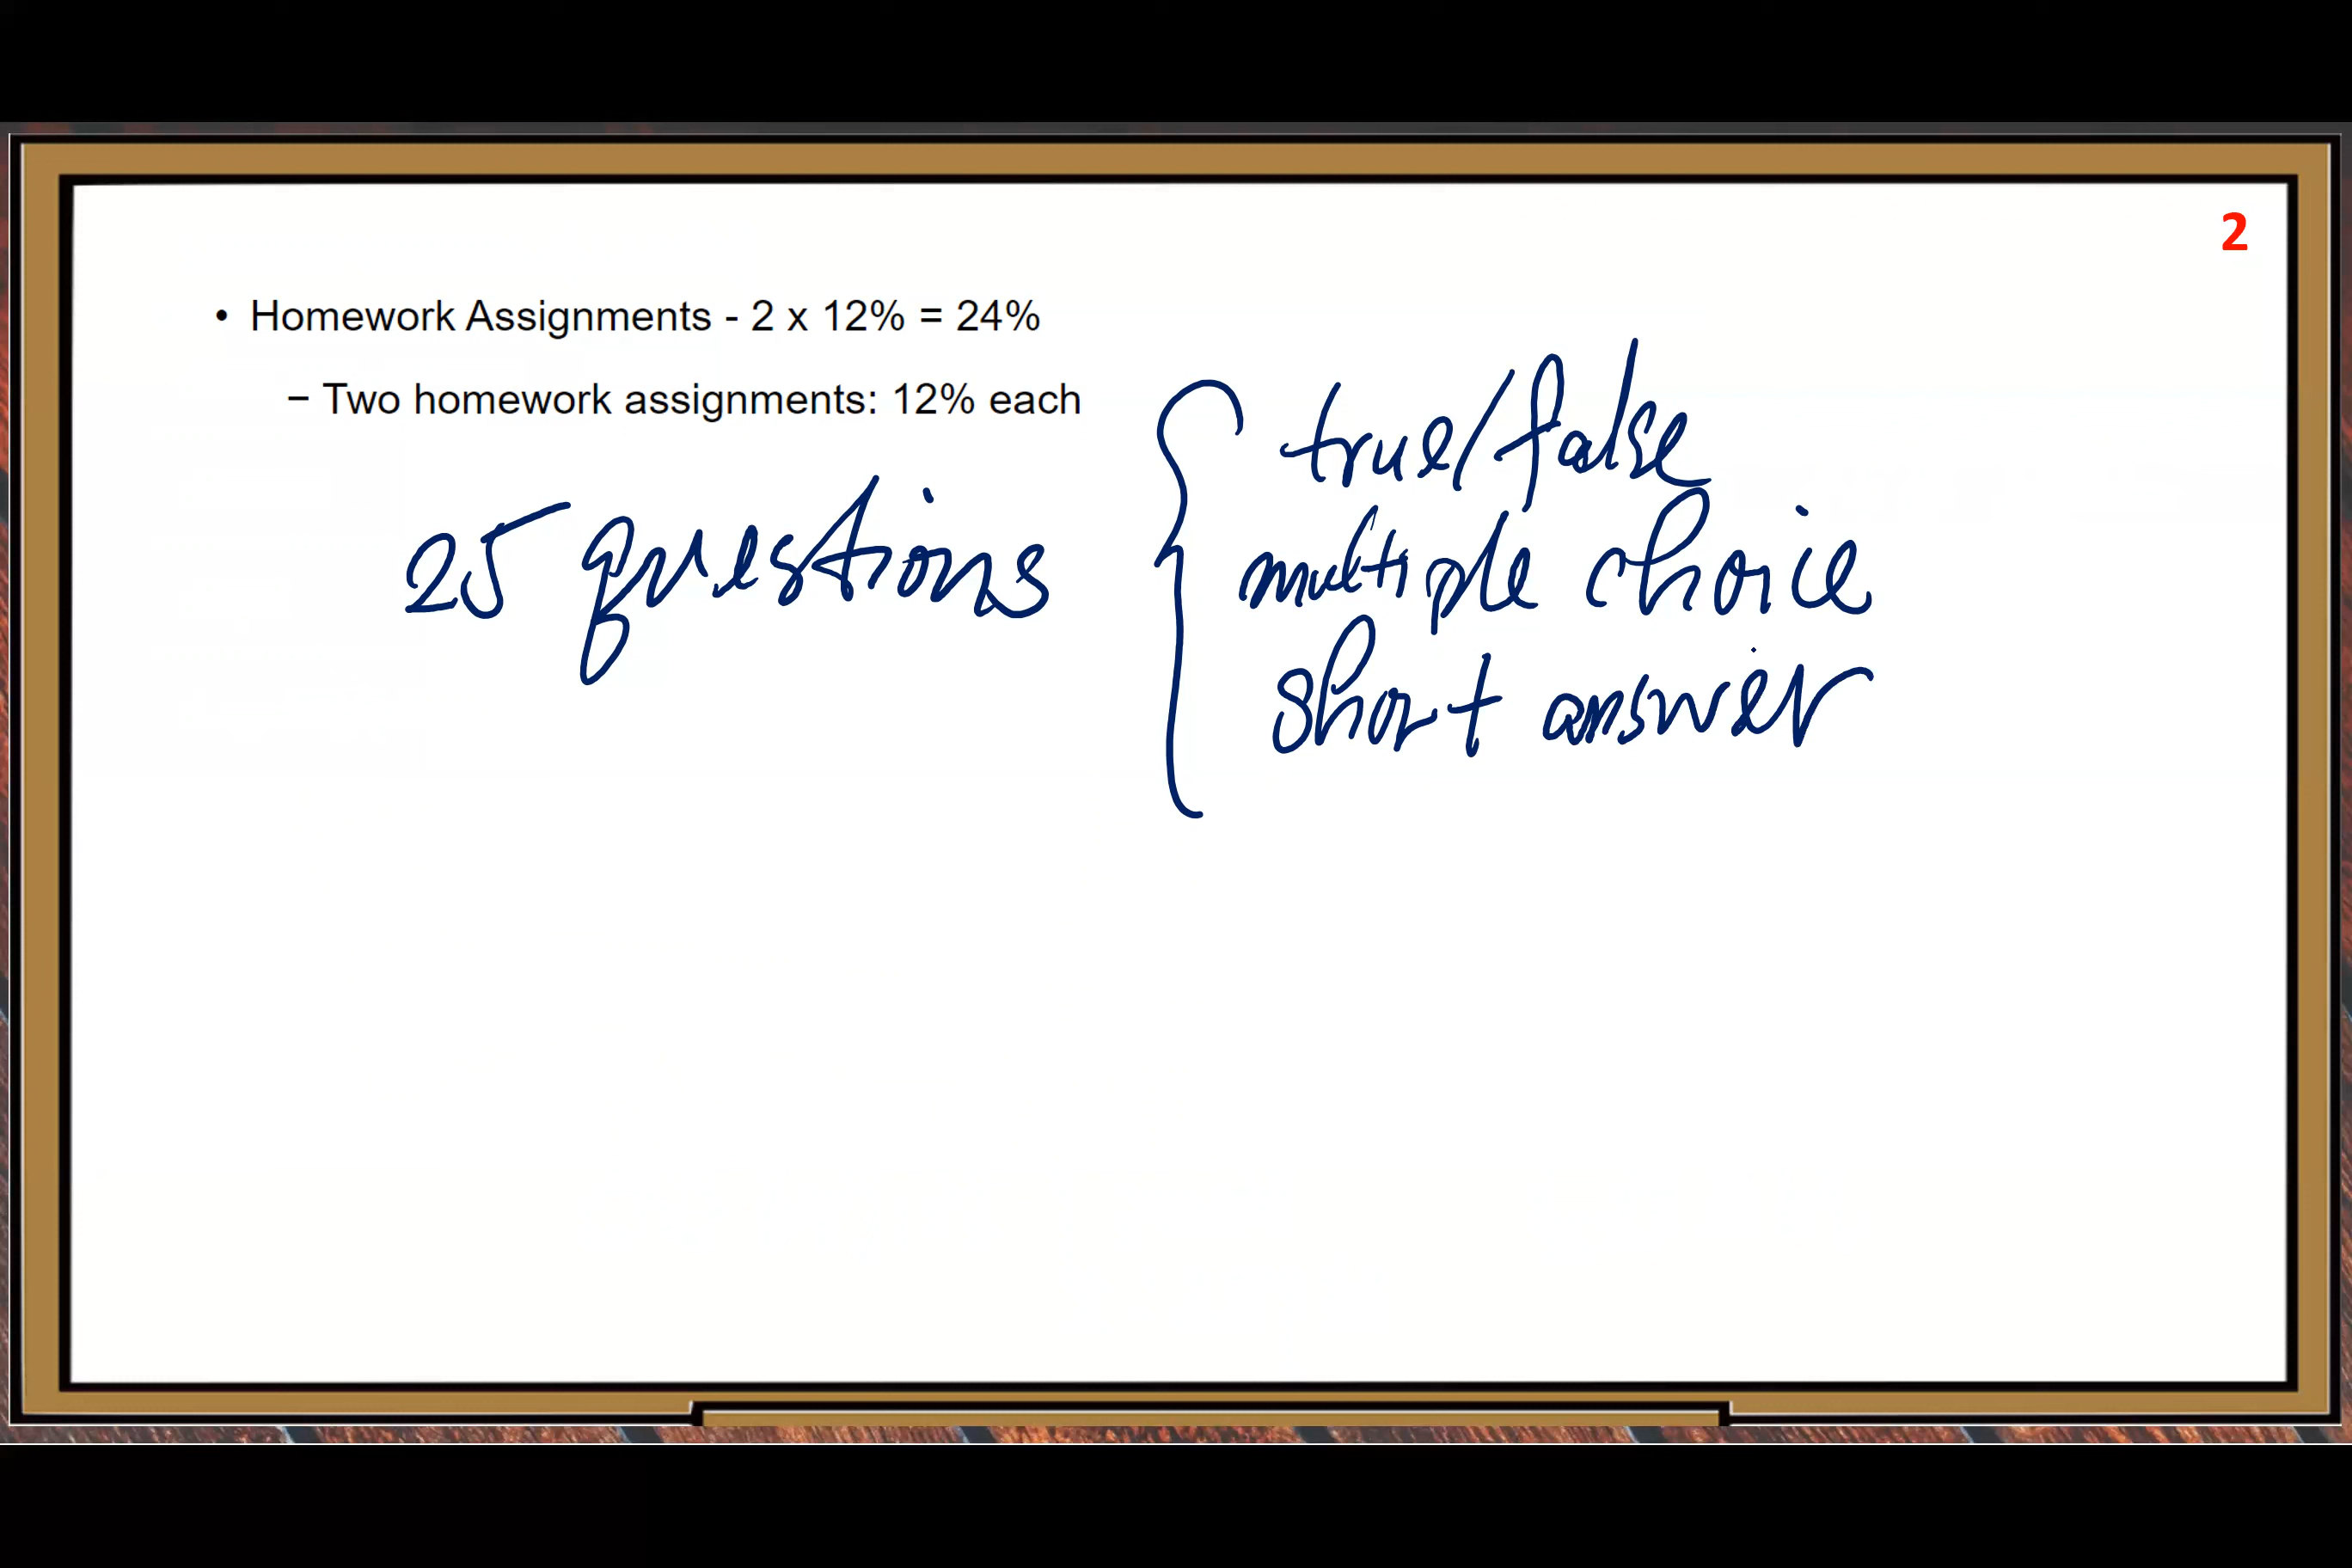 2
• Homework Assignments - 2 x 12% = 24%
– Two homework assignments: 12% each
25 questions
true/false
multiple choice
short answer